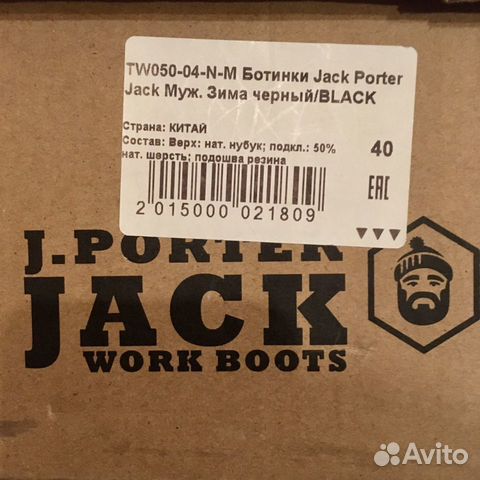 TW050-04-N-M Ботинки Jack Porter
Jack Муж. Зима черный/BLACK
Страна: КИТАЙ
Состав: Верх: нат. нубук; подкл.: 50%
нат. шерсть; подошва резина
40
EAC
2 015000 021809
J.PORTER
JACK
WORK BOOTS
Avito